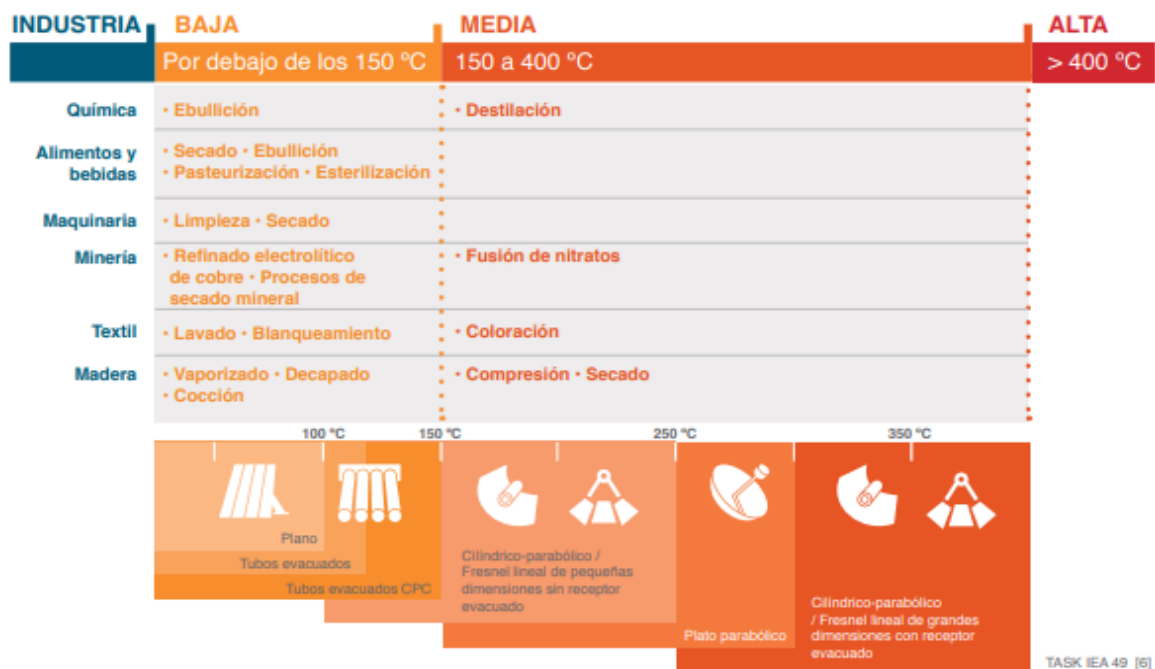 INDUSTRIA
BAJA
MEDIA
ALTA
Por debajo de los 150 ºC
150 a 400 ºC
> 400 ºC
Química
· Ebullición
· Destilación
Alimentos y
bebidas
· Secado · Ebullición
· Pasteurización · Esterilización
Maquinaria
· Limpieza · Secado
Minería
· Refinado electrolítico
de cobre · Procesos de
secado mineral
· Fusión de nitratos
Textil
· Lavado · Blanqueamiento
· Coloración
Madera
· Vaporizado · Decapado
· Cocción
· Compresión · Secado
100 ºC
150 ºC
250 ºC
350 ºC
Plano
Tubos evacuados
Tubos evacuados CPC
Cilíndrico-parabólico /
Fresnel lineal de pequeñas
dimensiones sin receptor
evacuado
Plato parabólico
Cilíndrico-parabólico
/ Fresnel lineal de grandes
dimensiones con receptor
evacuado
TASK IEA 49 [6]